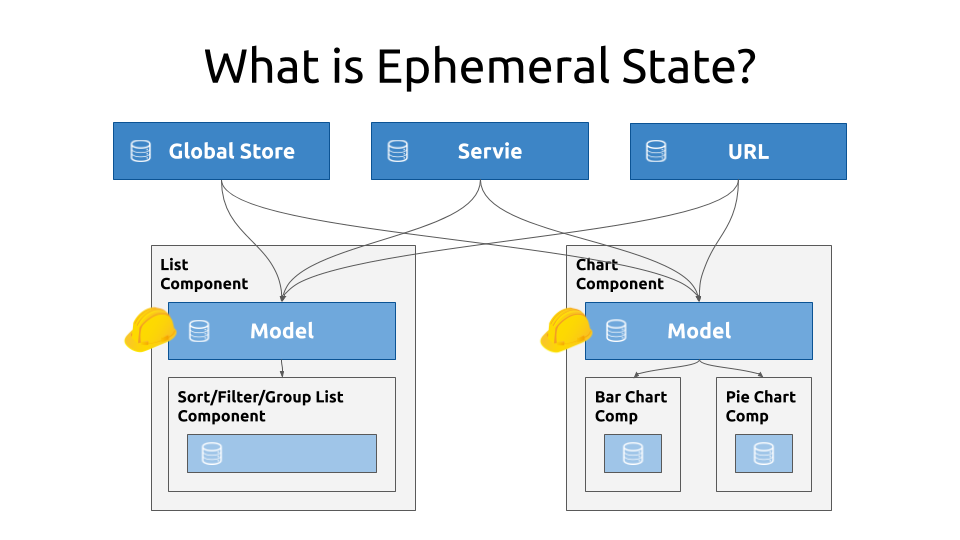 What is Ephemeral State?
Global Store
Servie
URL
List
Component
Model
Sort/Filter/Group List
Component
Chart
Component
Model
Bar Chart
Comp
Pie Chart
Comp